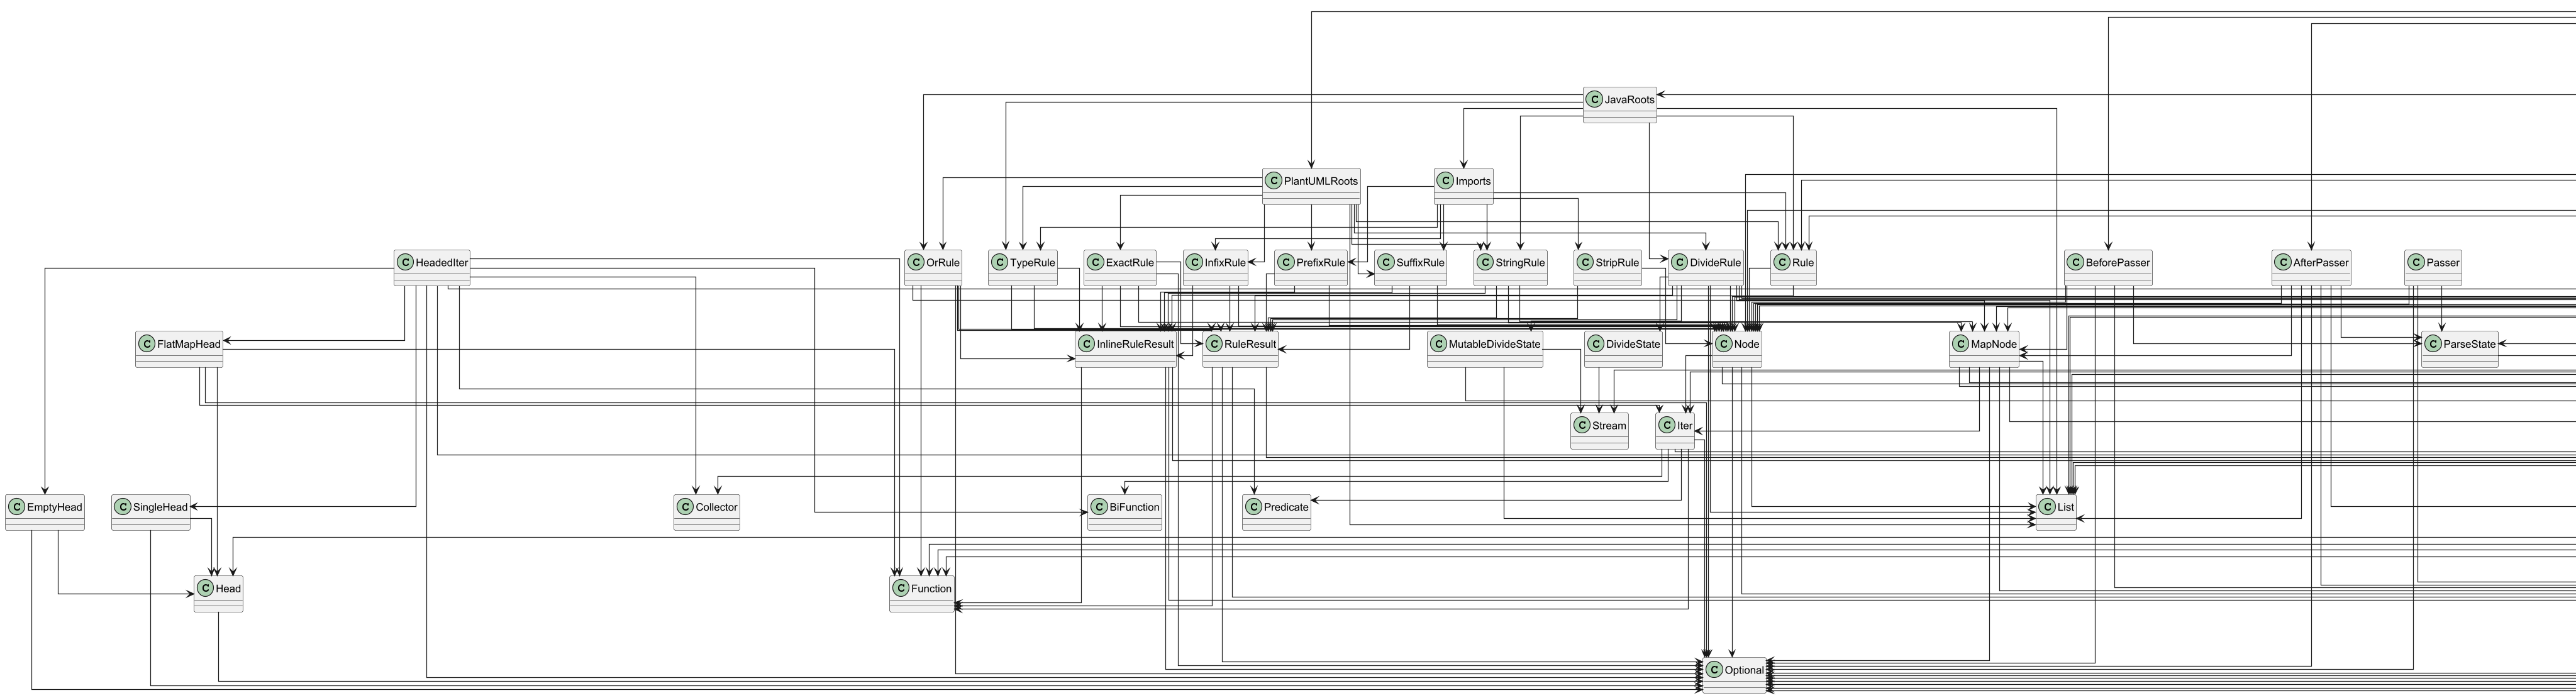 C JavaRoots
C PlantUMLRoots
C Imports
C HeadedIter
C OrRule
C TypeRule
C ExactRule
C InfixRule
C PrefixRule
C SuffixRule
C StringRule
C StripRule
C DivideRule
C Rule
C BeforePasser
C AfterPasser
C Passer
C FlatMapHead
C InlineRuleResult
C RuleResult
C MutableDivideState
C DivideState
C Node
C MapNode
C ParseState
C Stream
C Iter
C EmptyHead
C SingleHead
C Collector
C BiFunction
C Predicate
C List
C Head
C Function
C Optional